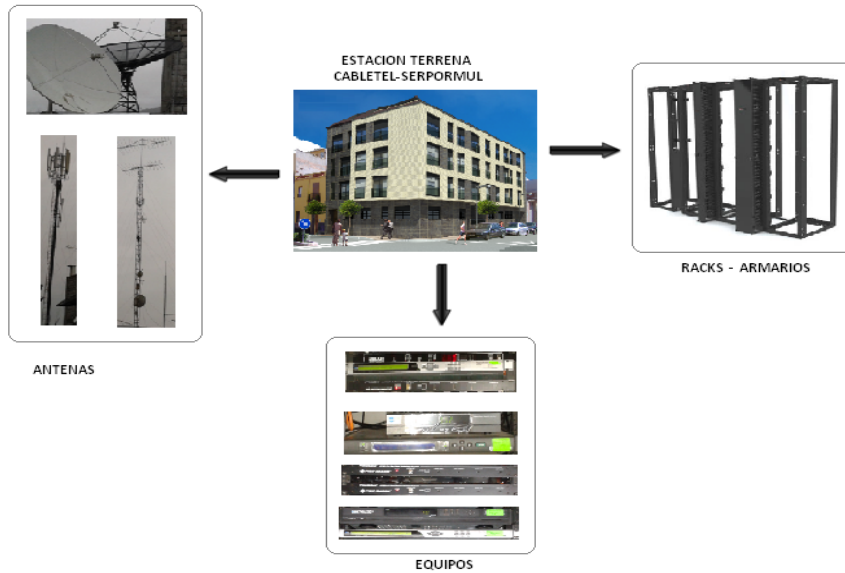 ESTACION TERRENA
CABLETEL-SERPORMUL
RACKS - ARMARIOS
ANTENAS
EQUIPOS